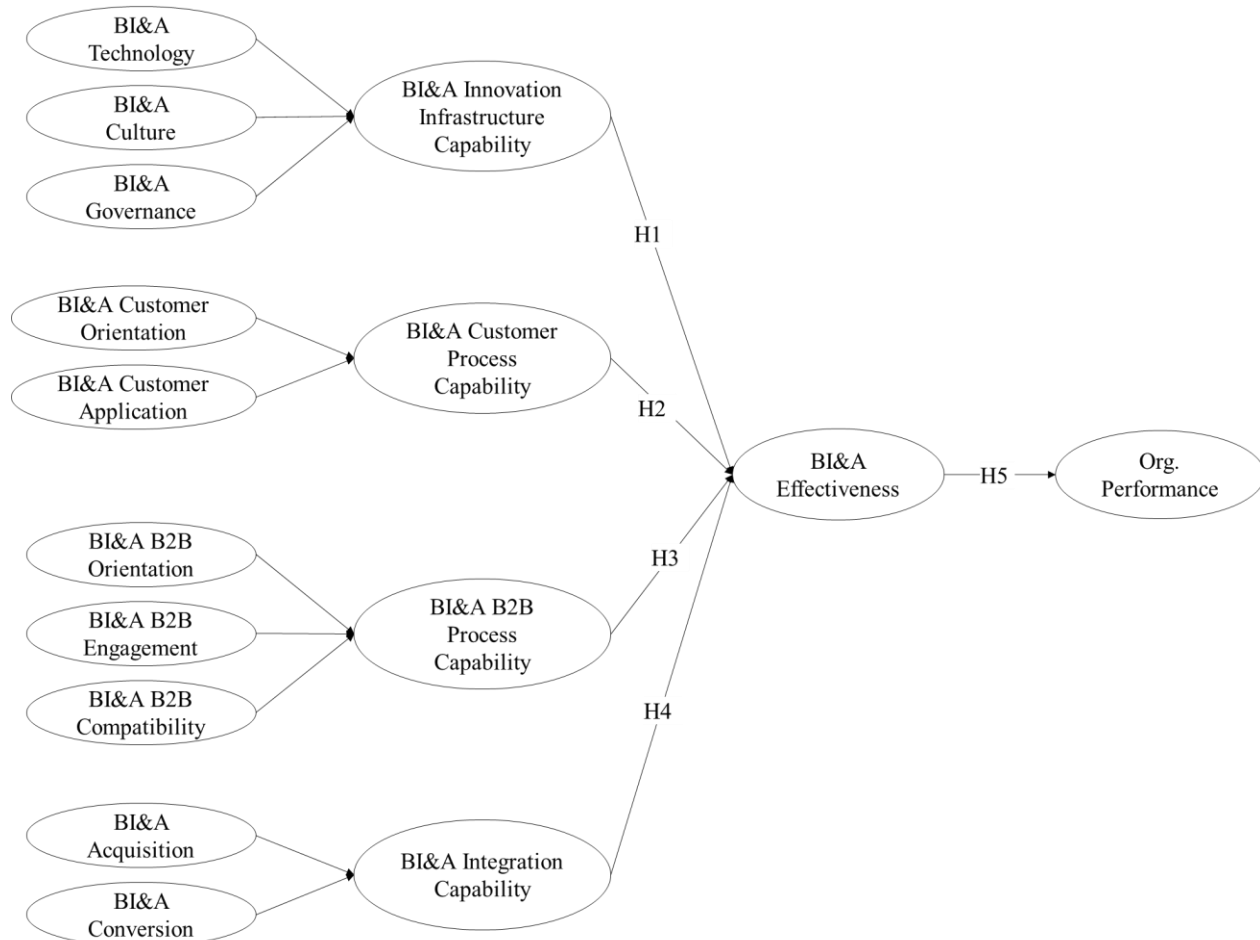 BI&A
Technology
BI&A
Culture
BI&A
Governance
BI&A Innovation
Infrastructure
Capability
H1
BI&A Customer
Orientation
BI&A Customer
Application
BI&A Customer
Process
Capability
H2
BI&A
Effectiveness
H5
Org.
Performance
BI&A B2B
Orientation
BI&A B2B
Engagement
BI&A B2B
Compatibility
BI&A B2B
Process
Capability
H3
H4
BI&A
Acquisition
BI&A
Conversion
BI&A Integration
Capability